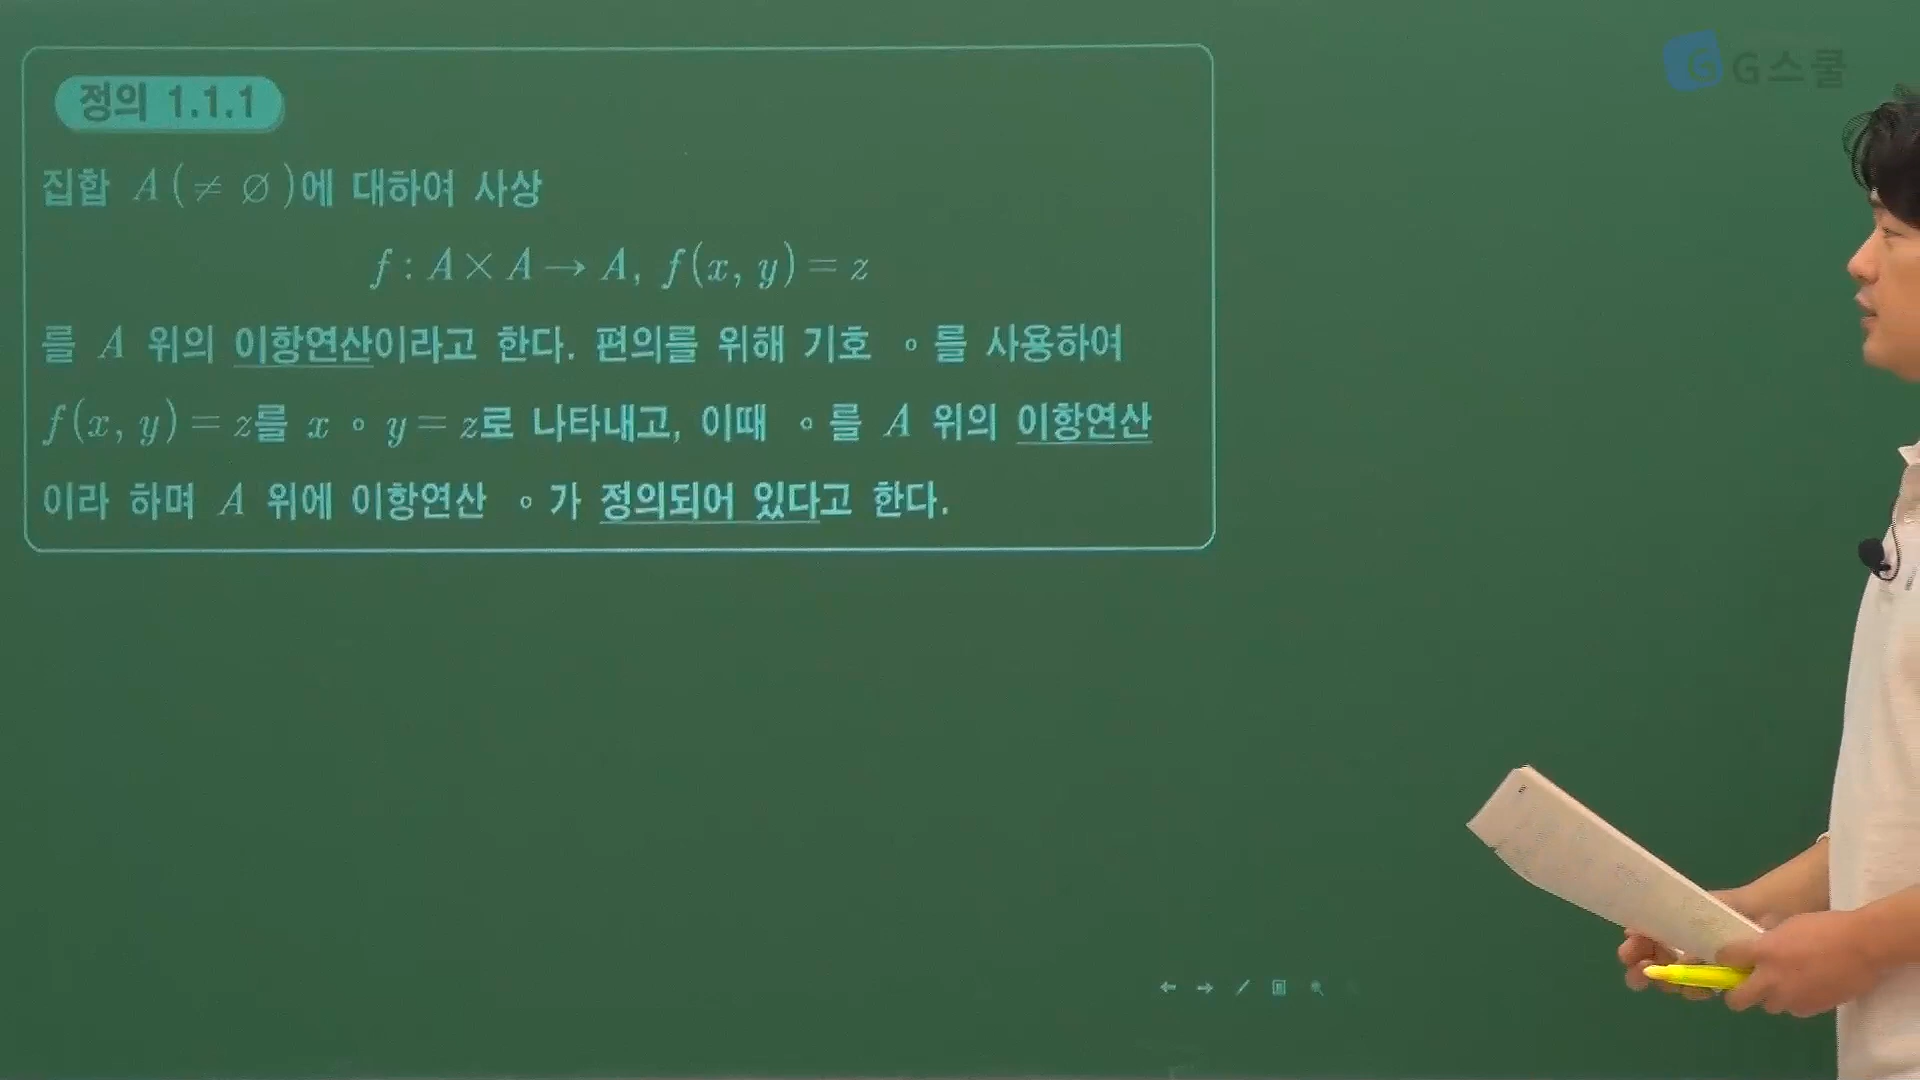 G스쿨
정의 1.1.1
집합 A(≠ ∅)에 대하여 사상
f : A × A → A, f(x, y) = z
를 A 위의 이항연산이라고 한다. 편의를 위해 기호 ∘를 사용하여
f(x, y) = z를 x ∘ y = z로 나타내고, 이때 ∘를 A 위의 이항연산
이라 하며 A 위에 이항연산 ∘가 정의되어 있다고 한다.